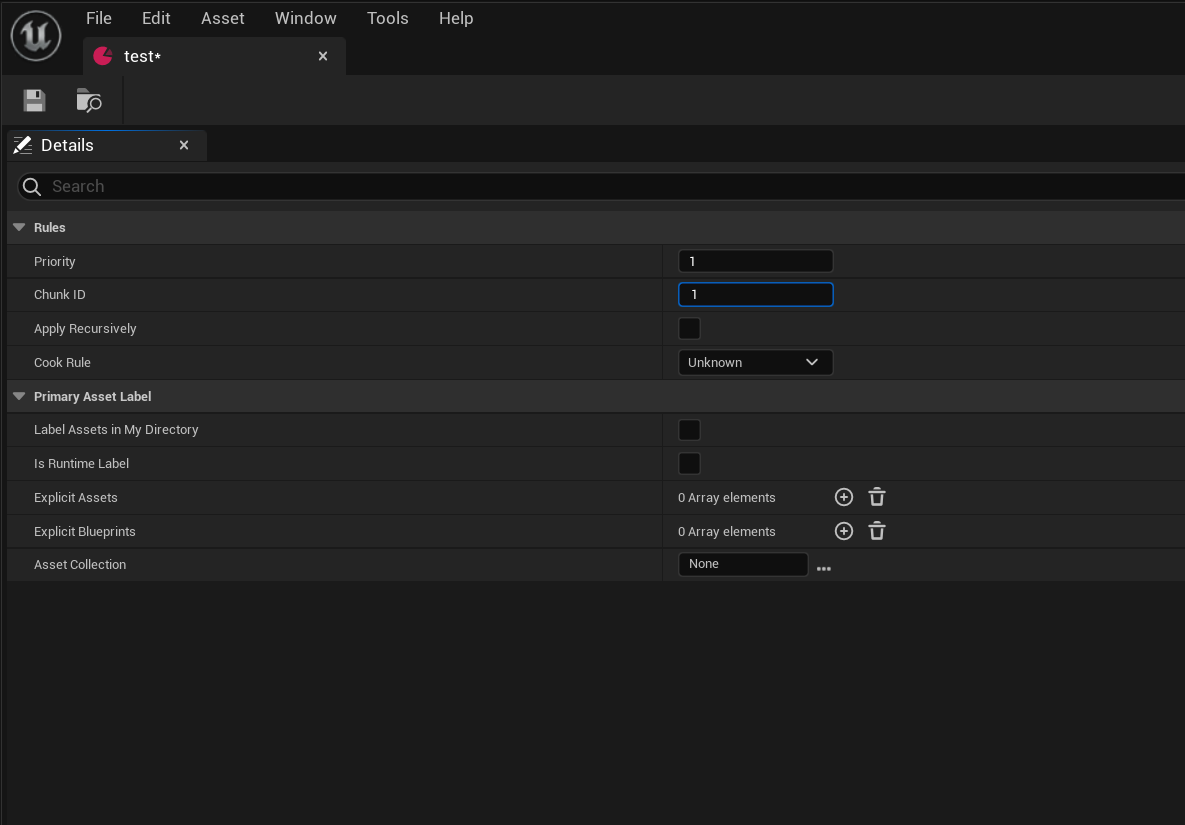 File Edit Asset Window Tools Help
test*
Details
Search
Rules
Priority 1
Chunk ID 1
Apply Recursively
Cook Rule Unknown
Primary Asset Label
Label Assets in My Directory
Is Runtime Label
Explicit Assets 0 Array elements
Explicit Blueprints 0 Array elements
Asset Collection None